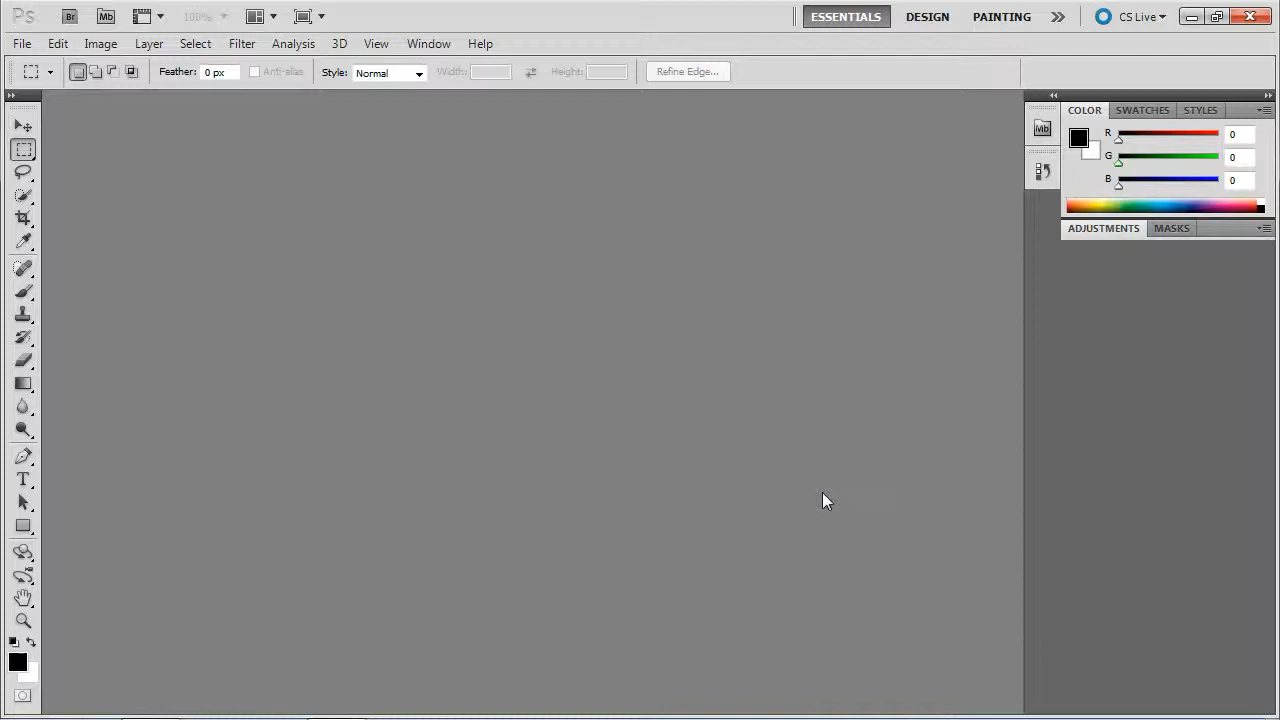 Ps Br Mb 100% ESSENTIALS DESIGN PAINTING CS Live
File Edit Image Layer Select Filter Analysis 3D View Window Help
Feather: 0 px Anti-alias Style: Normal Width: Height: Refine Edge...
Mb
COLOR SWATCHES STYLES
R 0
G 0
B 0
ADJUSTMENTS MASKS
T